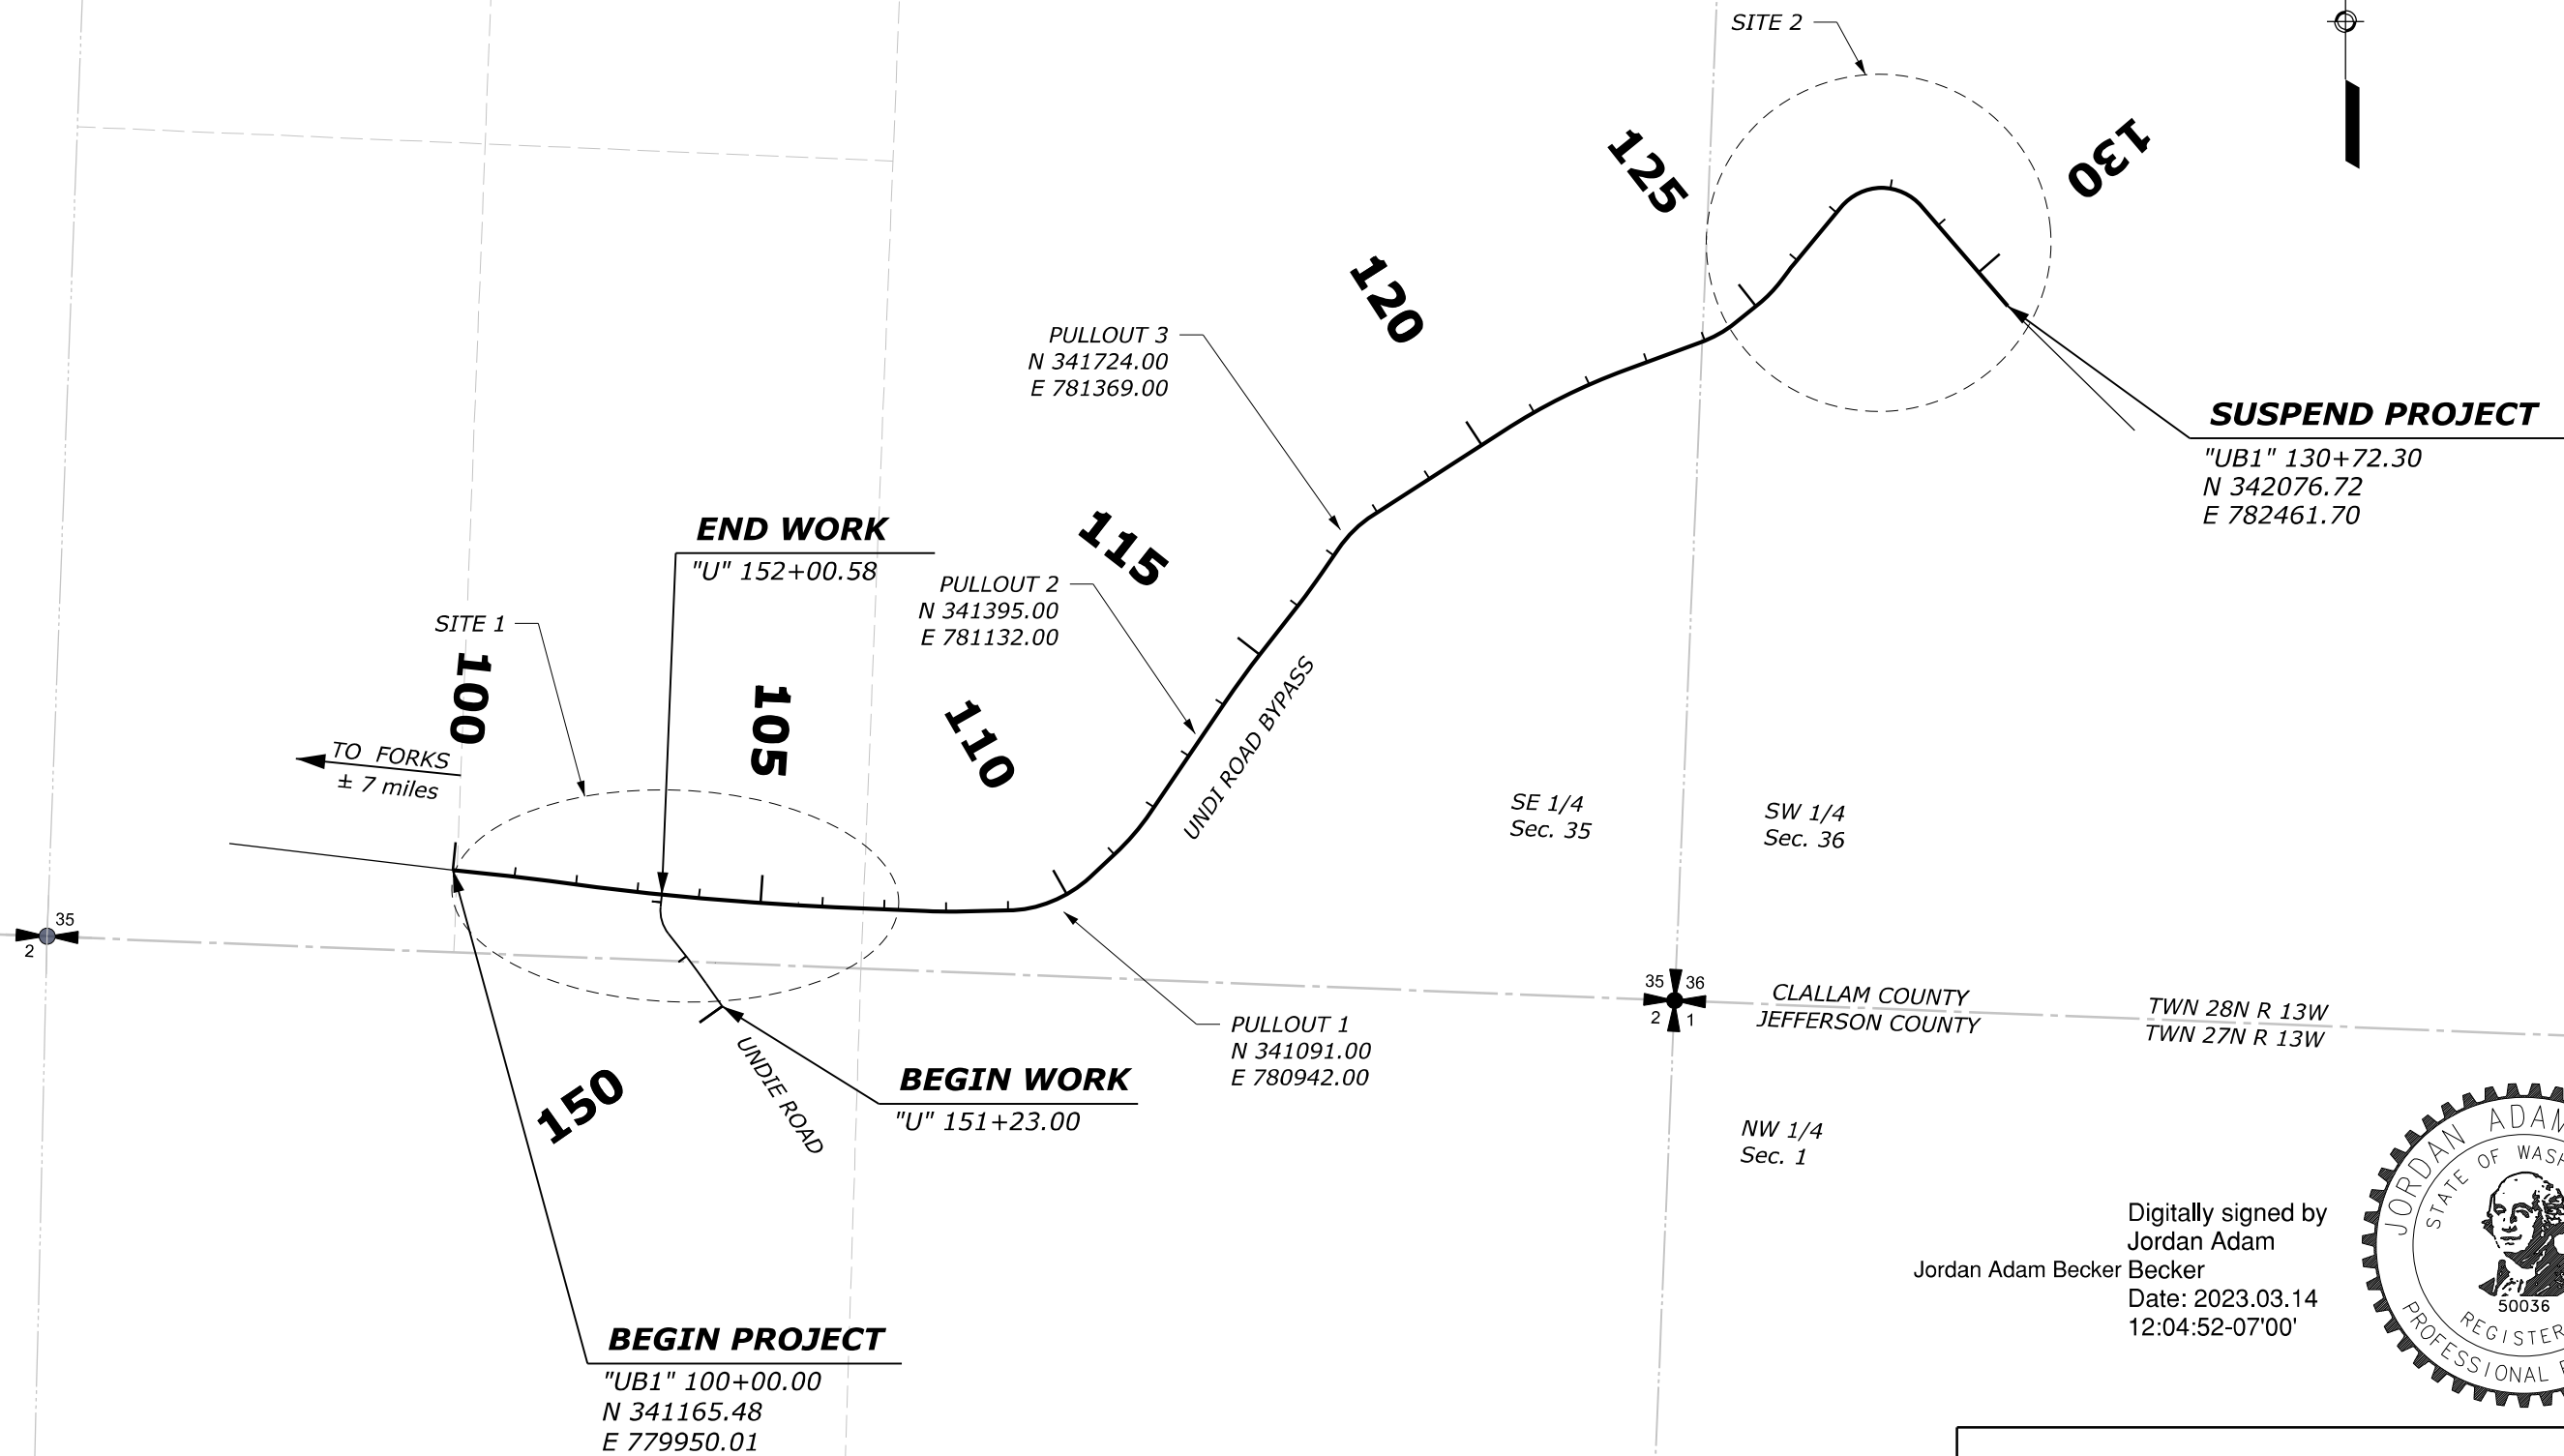 SITE 2
125
130
120
PULLOUT 3
N 341724.00
E 781369.00
SUSPEND PROJECT
"UB1" 130+72.30
N 342076.72
E 782461.70
END WORK
"U" 152+00.58
115
PULLOUT 2
N 341395.00
E 781132.00
SITE 1
100
105
110
UNDI ROAD BYPASS
TO FORKS
± 7 miles
SE 1/4
Sec. 35
SW 1/4
Sec. 36
35
2
35 36
2 1
CLALLAM COUNTY
JEFFERSON COUNTY
TWN 28N R 13W
TWN 27N R 13W
PULLOUT 1
N 341091.00
E 780942.00
150
UNDIE ROAD
BEGIN WORK
"U" 151+23.00
NW 1/4
Sec. 1
BEGIN PROJECT
"UB1" 100+00.00
N 341165.48
E 779950.01
Jordan Adam Becker
Digitally signed by
Jordan Adam
Becker
Date: 2023.03.14
12:04:52-07'00'
JORDAN ADAM
STATE OF WASH
50036
REGISTER
PROFESSIONAL